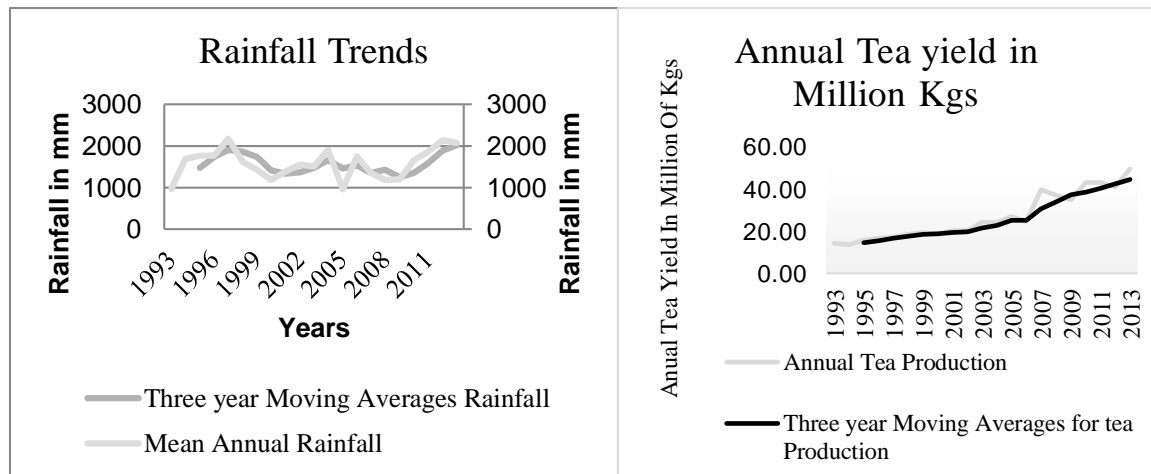 Rainfall Trends
Rainfall in mm
3000
2000
1000
0
3000
2000
1000
0
Rainfall in mm
1993
1996
1999
2002
2005
2008
2011
Years
Three year Moving Averages Rainfall
Mean Annual Rainfall
Annual Tea yield in
Million Kgs
Anual Tea Yield In Million Of Kgs
60.00
40.00
20.00
0.00
1993
1995
1997
1999
2001
2003
2005
2007
2009
2011
2013
Annual Tea Production
Three year Moving Averages for tea
Production